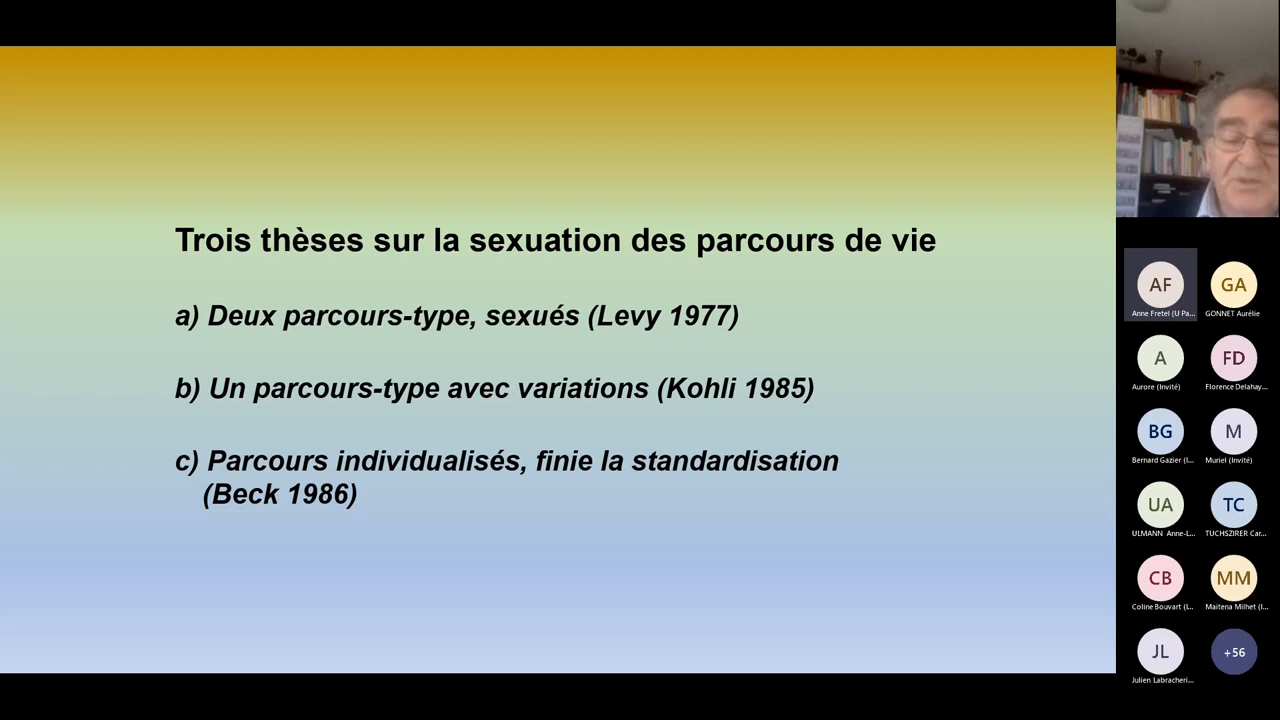 Trois thèses sur la sexuation des parcours de vie
a) Deux parcours-type, sexués (Levy 1977)
b) Un parcours-type avec variations (Kohli 1985)
c) Parcours individualisés, finie la standardisation
(Beck 1986)
AF
GA
Anne Fretel (U Pa...
GONNET Aurélie
A
FD
Aurore (Invité)
Florence Delahay...
BG
M
Bernard Gazier (I...
Muriel (Invité)
UA
TC
ULMANN Anne-L...
TUCHSZIRER Car...
CB
MM
Coline Bouvart (I...
Maitena Milhet (I...
JL
+56
Julien Labracheri...